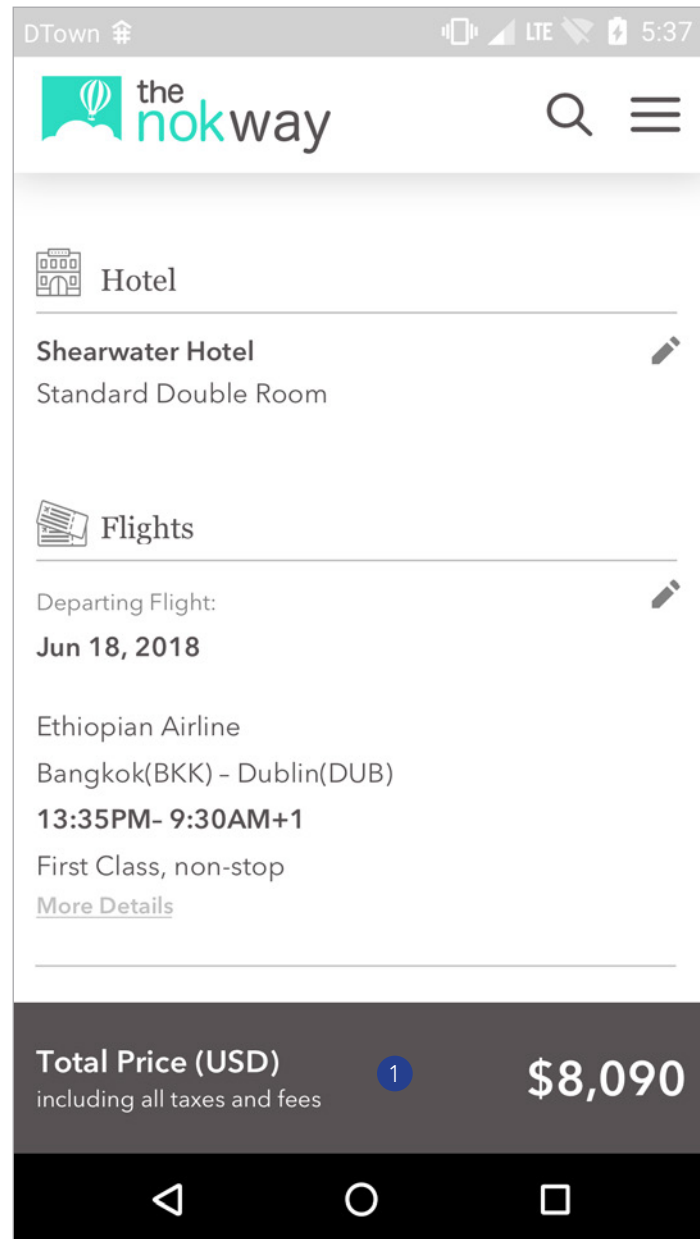 DTown LTE 5:37
the
nokway
Hotel
Shearwater Hotel
Standard Double Room
Flights
Departing Flight:
Jun 18, 2018
Ethiopian Airline
Bangkok(BKK) – Dublin(DUB)
13:35PM– 9:30AM+1
First Class, non-stop
More Details
Total Price (USD)
including all taxes and fees
1
$8,090